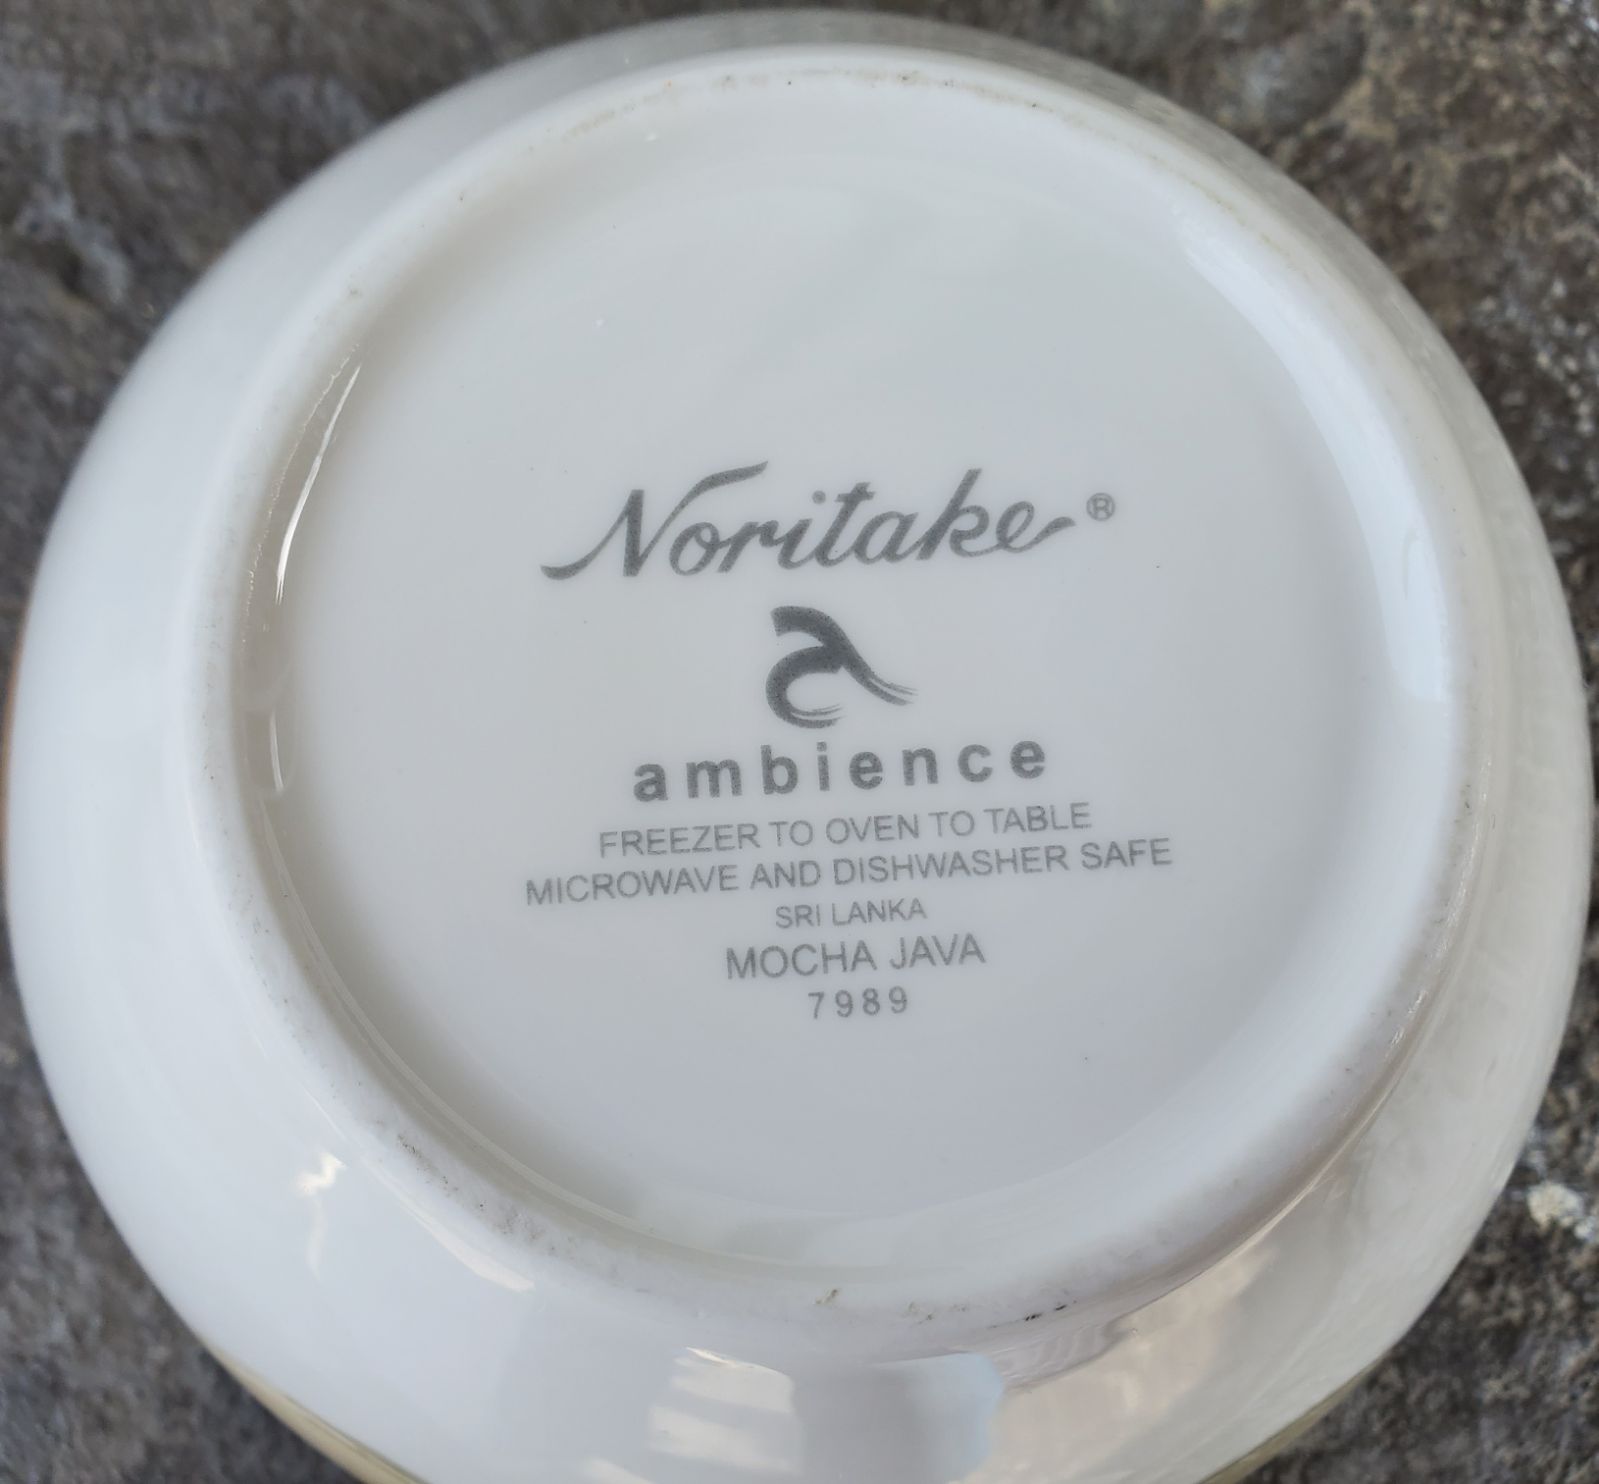 Noritake®
a
ambience
FREEZER TO OVEN TO TABLE
MICROWAVE AND DISHWASHER SAFE
SRI LANKA
MOCHA JAVA
7989